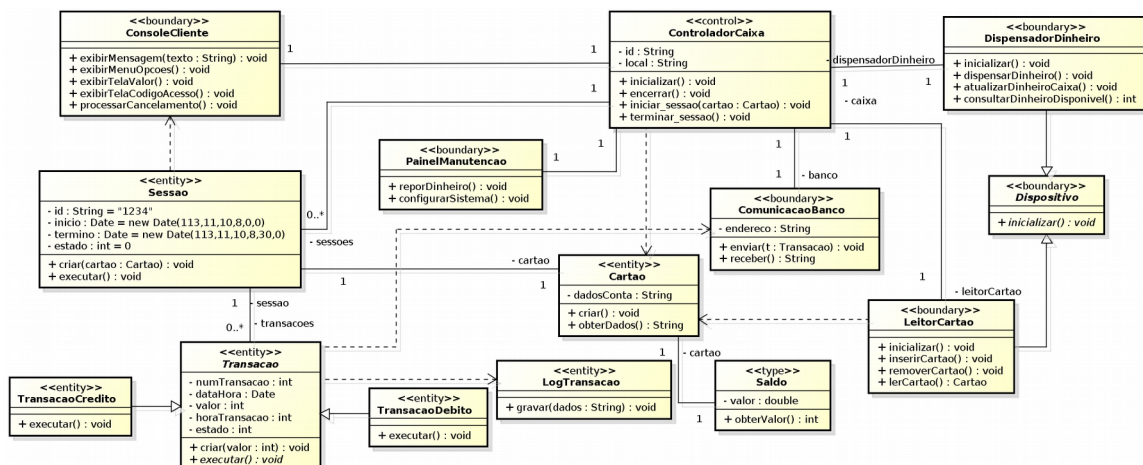 <<boundary>>
ConsoleCliente
+ exibirMensagem(texto : String) : void
+ exibirMenuOpcoes() : void
+ exibirTelaValor() : void
+ exibirTelaCodigoAcesso() : void
+ processarCancelamento() : void
1
1
<<control>>
ControladorCaixa
- id : String
- local : String
+ inicializar() : void
+ encerrar() : void
+ iniciar_sessao(cartao : Cartao) : void
+ terminar_sessao() : void
- dispensadorDinheiro
1
1
- caixa
<<boundary>>
DispensadorDinheiro
+ inicializar() : void
+ dispensarDinheiro() : void
+ atualizarDinheiroCaixa() : void
+ consultarDinheiroDisponivel() : int
1
<<boundary>>
PainelManutencao
+ reporDinheiro() : void
+ configurarSistema() : void
1
1
1
1
1
- banco
<<boundary>>
ComunicacaoBanco
- endereco : String
+ enviar(t : Transacao) : void
+ receber() : String
<<boundary>>
Dispositivo
+ inicializar() : void
<<entity>>
Sessao
- id : String = "1234"
- inicio : Date = new Date(113,11,10,8,0,0)
- termino : Date = new Date(113,11,10,8,30,0)
- estado : int = 0
+ criar(cartao : Cartao) : void
+ executar() : void
0..*
- sessoes
- cartao
1
1
<<entity>>
Cartao
- dadosConta : String
+ criar() : void
+ obterDados() : String
1
- leitorCartao
<<boundary>>
LeitorCartao
+ inicializar() : void
+ inserirCartao() : void
+ removerCartao() : void
+ lerCartao() : Cartao
1
- sessao
0..*
- transacoes
<<entity>>
Transacao
- numTransacao : int
- dataHora : Date
- valor : int
- horaTransacao : int
- estado : int
+ criar(valor : int) : void
+ executar() : void
<<entity>>
TransacaoCredito
+ executar() : void
<<entity>>
TransacaoDebito
+ executar() : void
<<entity>>
LogTransacao
+ gravar(dados : String) : void
1
- cartao
1
<<type>>
Saldo
- valor : double
+ obterValor() : int